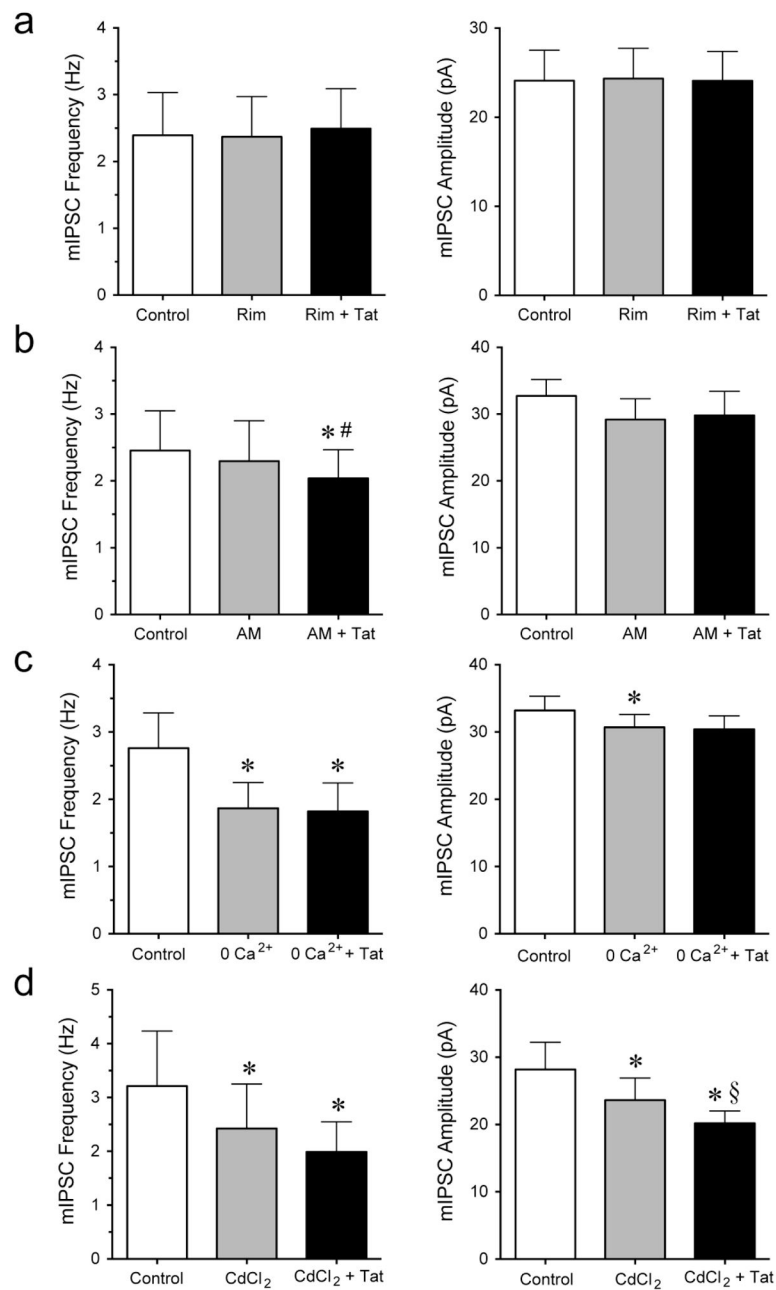 a
mIPSC Frequency (Hz)
4
3
2
1
0
Control Rim Rim + Tat
mIPSC Amplitude (pA)
30
20
10
0
Control Rim Rim + Tat
b
mIPSC Frequency (Hz)
4
3
2
1
0
* #
Control AM AM + Tat
mIPSC Amplitude (pA)
40
30
20
10
0
Control AM AM + Tat
c
mIPSC Frequency (Hz)
4
3
2
1
0
* *
Control 0 Ca²⁺ 0 Ca²⁺ + Tat
mIPSC Amplitude (pA)
40
30
20
10
0
*
Control 0 Ca²⁺ 0 Ca²⁺ + Tat
d
mIPSC Frequency (Hz)
5
4
3
2
1
0
* *
Control CdCl₂ CdCl₂ + Tat
mIPSC Amplitude (pA)
40
30
20
10
0
* * §
Control CdCl₂ CdCl₂ + Tat